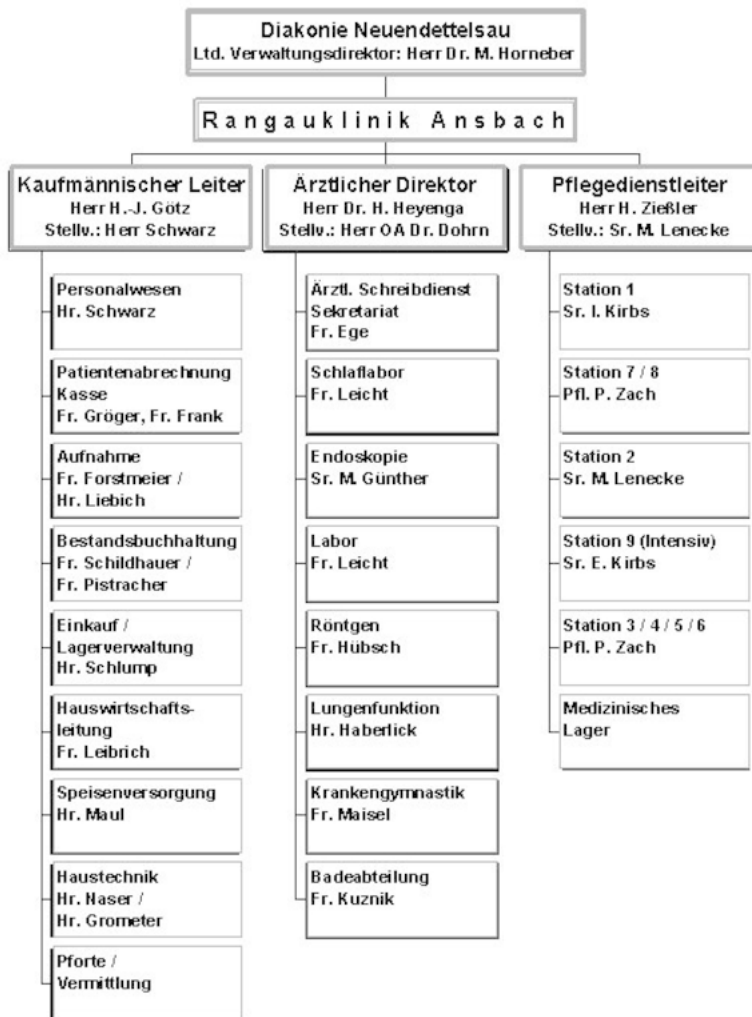 Diakonie Neuendettelsau
Ltd. Verwaltungsdirektor: Herr Dr. M. Horneber
Rangauklinik Ansbach
Kaufmännischer Leiter
Herr H.-J. Götz
Stellv.: Herr Schwarz
Personalwesen
Hr. Schwarz
Patientenabrechnung
Kasse
Fr. Gröger, Fr. Frank
Aufnahme
Fr. Forstmeier /
Hr. Liebich
Bestandsbuchhaltung
Fr. Schildhauer /
Fr. Pistracher
Einkauf /
Lagerverwaltung
Hr. Schlump
Hauswirtschafts-
leitung
Fr. Leibrich
Speisenversorgung
Hr. Maul
Haustechnik
Hr. Naser /
Hr. Grometer
Pforte /
Vermittlung
Ärztlicher Direktor
Herr Dr. H. Heyenga
Stellv.: Herr OA Dr. Dohrn
Ärztl. Schreibdienst
Sekretariat
Fr. Ege
Schlaflabor
Fr. Leicht
Endoskopie
Sr. M. Günther
Labor
Fr. Leicht
Röntgen
Fr. Hübsch
Lungenfunktion
Hr. Haberlick
Krankengymnastik
Fr. Maisel
Badeabteilung
Fr. Kuznik
Pflegedienstleiter
Herr H. Zießler
Stellv.: Sr. M. Lenecke
Station 1
Sr. I. Kirbs
Station 7 / 8
Pfl. P. Zach
Station 2
Sr. M. Lenecke
Station 9 (Intensiv)
Sr. E. Kirbs
Station 3 / 4 / 5 / 6
Pfl. P. Zach
Medizinisches
Lager